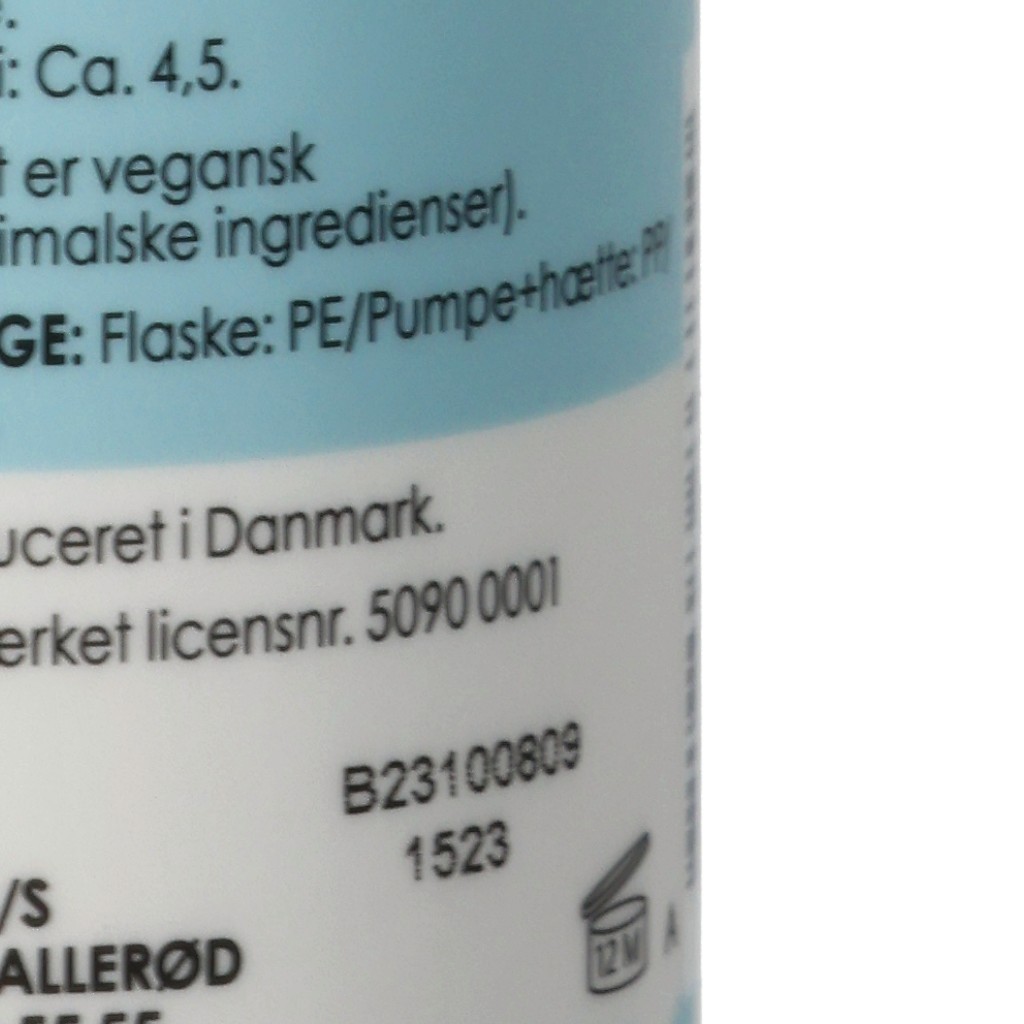 i: Ca. 4,5.
t er vegansk
imalske ingredienser).
GE: Flaske: PE/Pumpe+hætte: PP/
uceret i Danmark.
erket licensnr. 5090 0001
B23100809
1523
/S
ALLERØD
12 M
A